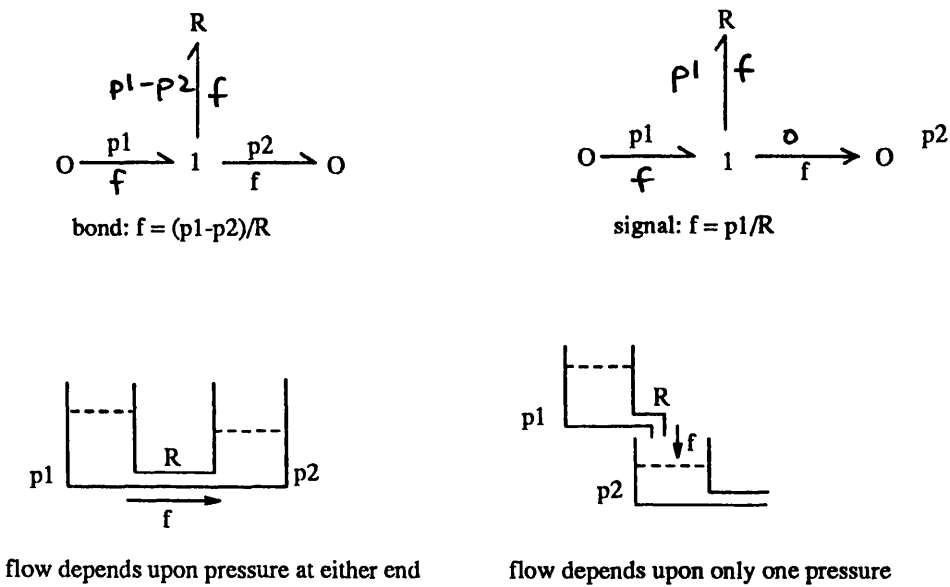 R
p1-p2 f
O p1 f 1 p2 f O
bond: f = (p1-p2)/R
R
p1 f
O p1 f 1 o f O p2
signal: f = p1/R
p1 R p2
f
flow depends upon pressure at either end
R
p1 f
p2
flow depends upon only one pressure